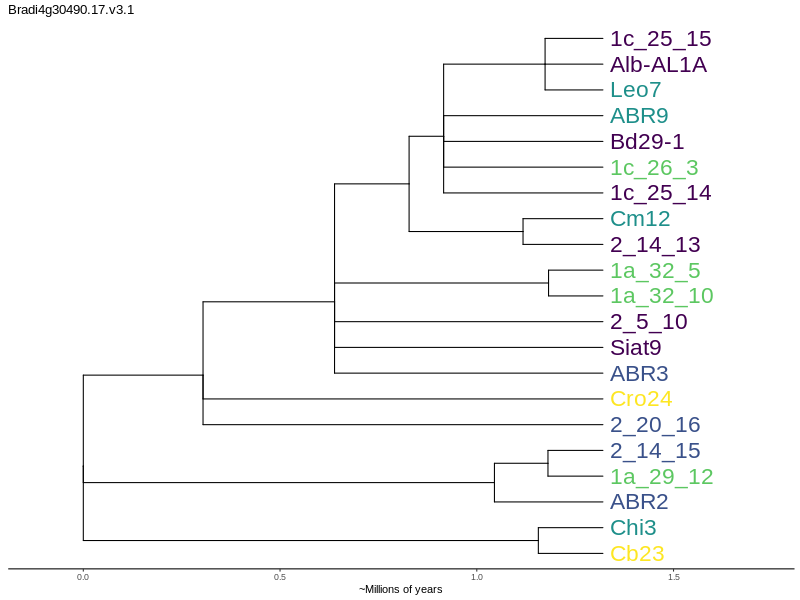 Bradi4g30490.17.v3.1
1c_25_15
Alb-AL1A
Leo7
ABR9
Bd29-1
1c_26_3
1c_25_14
Cm12
2_14_13
1a_32_5
1a_32_10
2_5_10
Siat9
ABR3
Cro24
2_20_16
2_14_15
1a_29_12
ABR2
Chi3
Cb23
0.0 0.5 1.0 1.5
~Millions of years